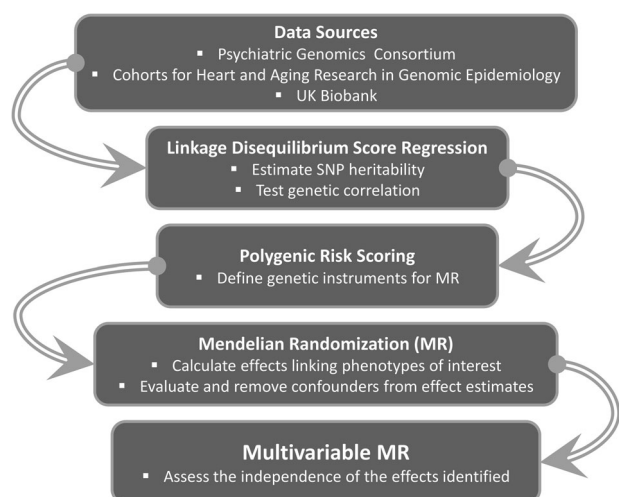 Data Sources
▪ Psychiatric Genomics Consortium
▪ Cohorts for Heart and Aging Research in Genomic Epidemiology
▪ UK Biobank
Linkage Disequilibrium Score Regression
▪ Estimate SNP heritability
▪ Test genetic correlation
Polygenic Risk Scoring
▪ Define genetic instruments for MR
Mendelian Randomization (MR)
▪ Calculate effects linking phenotypes of interest
▪ Evaluate and remove confounders from effect estimates
Multivariable MR
▪ Assess the independence of the effects identified